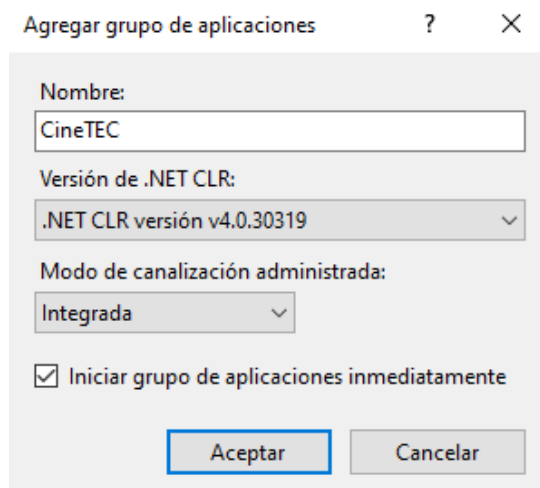 Agregar grupo de aplicaciones ? ×
Nombre:
CineTEC
Versión de .NET CLR:
.NET CLR versión v4.0.30319
Modo de canalización administrada:
Integrada
Iniciar grupo de aplicaciones inmediatamente
Aceptar Cancelar